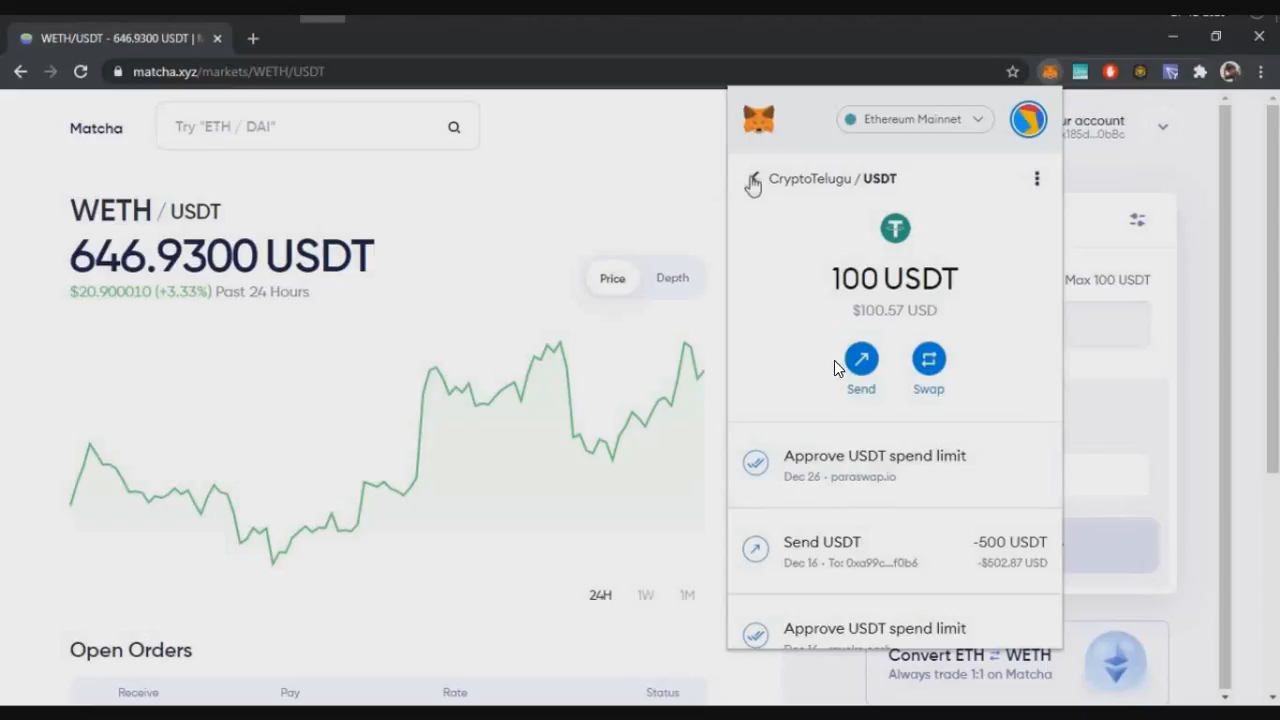 WETH/USDT - 646.9300 USDT |
matcha.xyz/markets/WETH/USDT
Matcha
Try "ETH / DAI"
WETH / USDT
646.9300 USDT
$20.900010 (+3.33%) Past 24 Hours
Price
Depth
24H
1W
1M
Open Orders
Receive
Pay
Rate
Status
Ethereum Mainnet
CryptoTelugu / USDT
100 USDT
$100.57 USD
Send
Swap
Approve USDT spend limit
Dec 26 · paraswap.io
Send USDT
-500 USDT
Dec 16 · To: 0xa99c...f0b6
-$502.87 USD
Approve USDT spend limit
ur account
185d...0bBc
Max 100 USDT
Convert ETH ⇄ WETH
Always trade 1:1 on Matcha